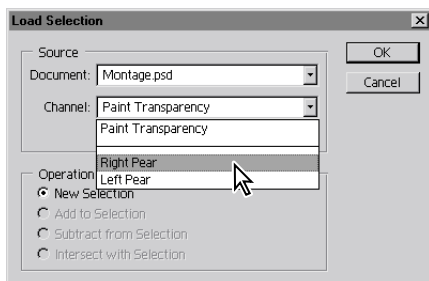 Load Selection
Source
Document: Montage.psd
Channel: Paint Transparency
Paint Transparency
Right Pear
Left Pear
Operation
New Selection
Add to Selection
Subtract from Selection
Intersect with Selection
OK
Cancel